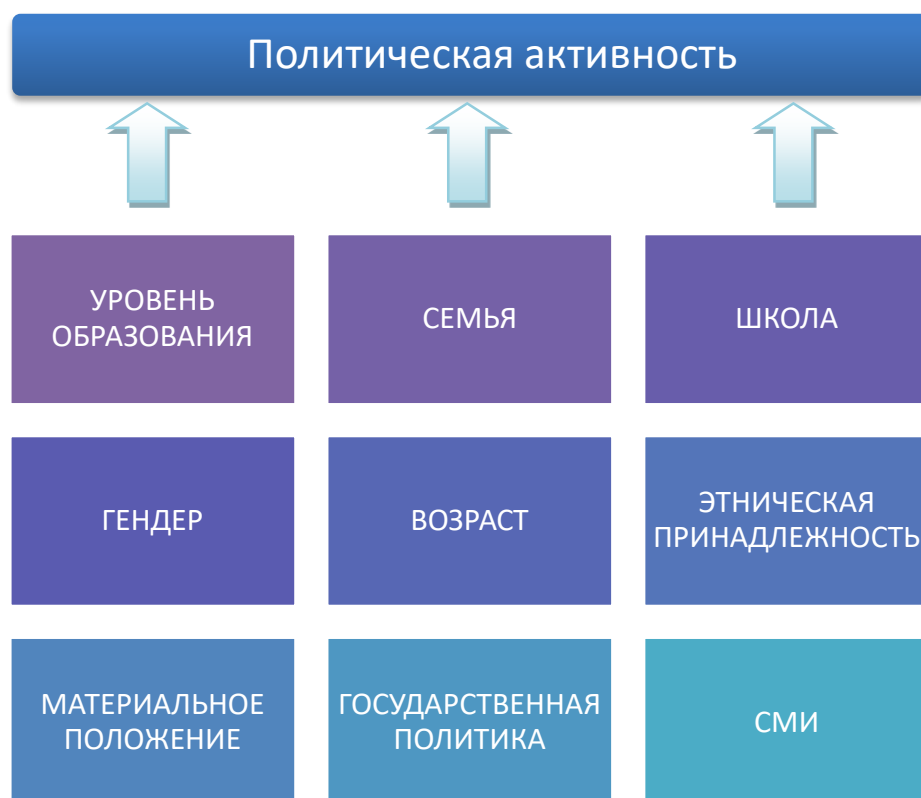 Политическая активность
УРОВЕНЬ
ОБРАЗОВАНИЯ
СЕМЬЯ
ШКОЛА
ГЕНДЕР
ВОЗРАСТ
ЭТНИЧЕСКАЯ
ПРИНАДЛЕЖНОСТЬ
МАТЕРИАЛЬНОЕ
ПОЛОЖЕНИЕ
ГОСУДАРСТВЕННАЯ
ПОЛИТИКА
СМИ